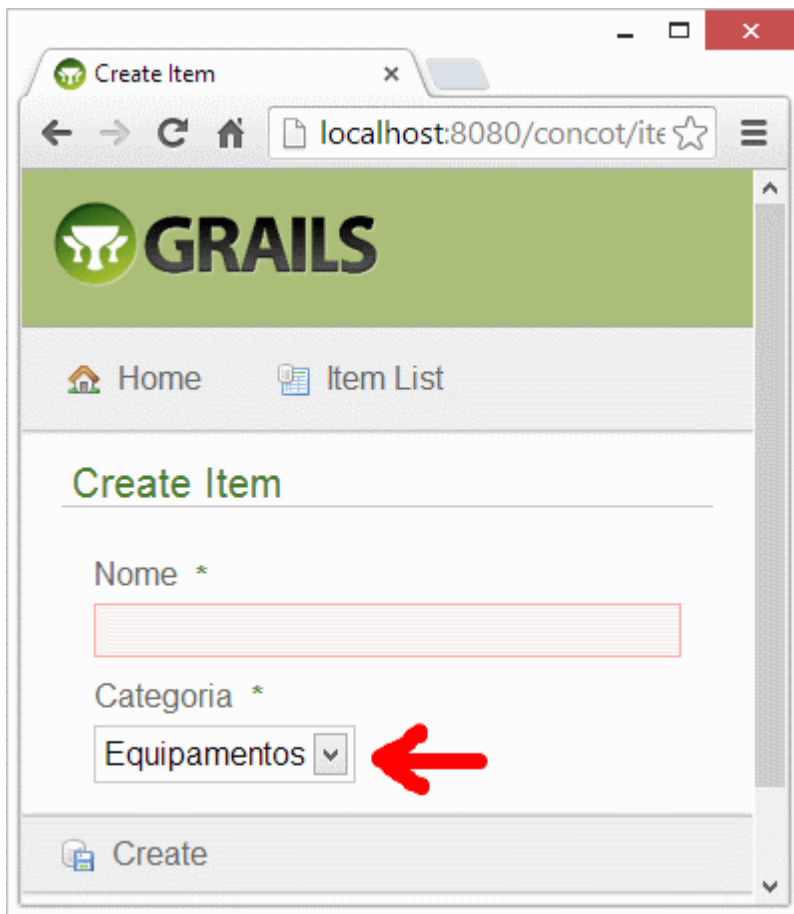 Create Item
localhost:8080/concot/ite
GRAILS
Home Item List
Create Item
Nome *
Categoria *
Equipamentos
Create